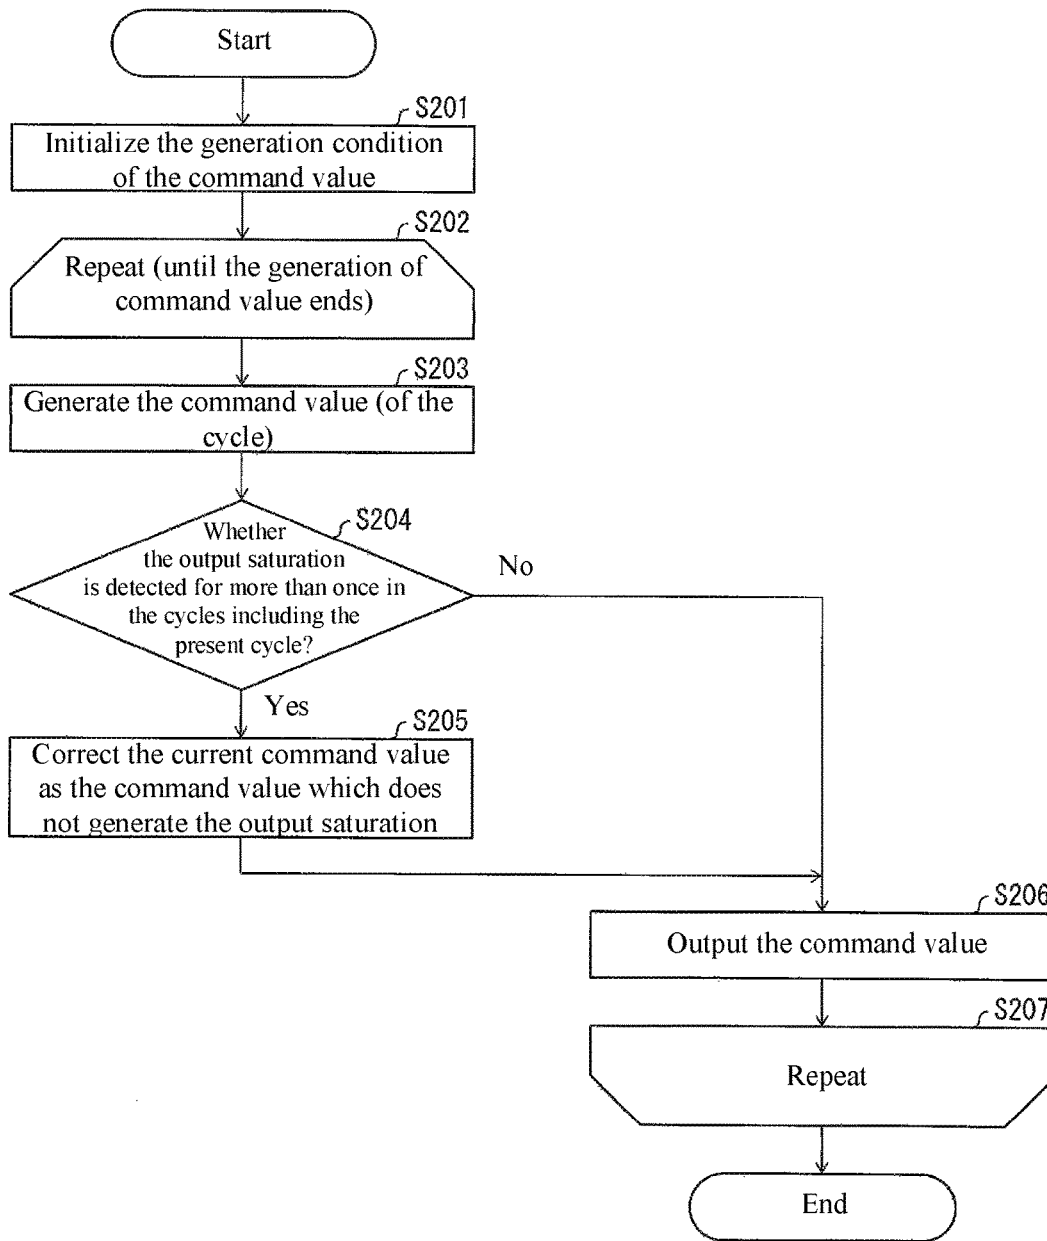 Start
S201
Initialize the generation condition
of the command value
S202
Repeat (until the generation of
command value ends)
S203
Generate the command value (of the
cycle)
S204
Whether
the output saturation
is detected for more than once in
the cycles including the
present cycle?
No
Yes
S205
Correct the current command value
as the command value which does
not generate the output saturation
S206
Output the command value
S207
Repeat
End